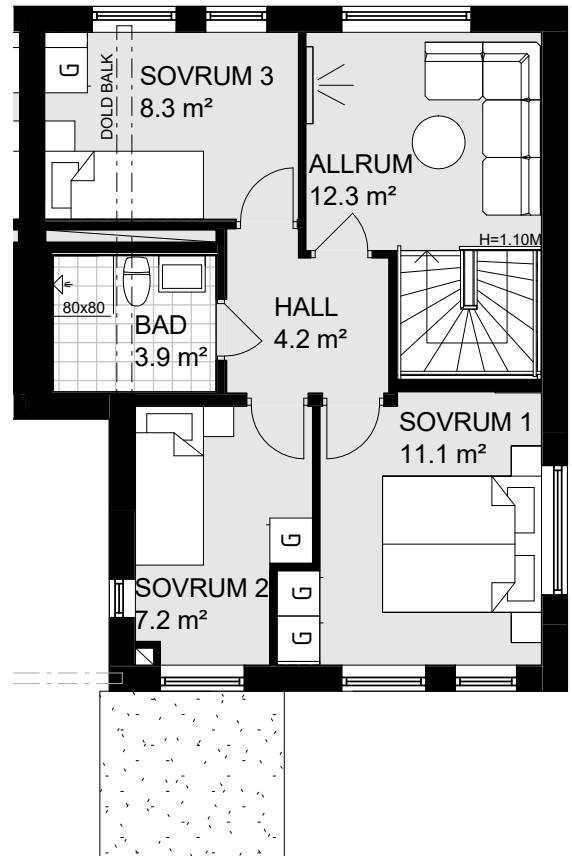 G
DOLD BALK
SOVRUM 3
8.3 m²
ALLRUM
12.3 m²
H=1.10M
80x80
BAD
3.9 m²
HALL
4.2 m²
SOVRUM 1
11.1 m²
G
SOVRUM 2
7.2 m²
G
G